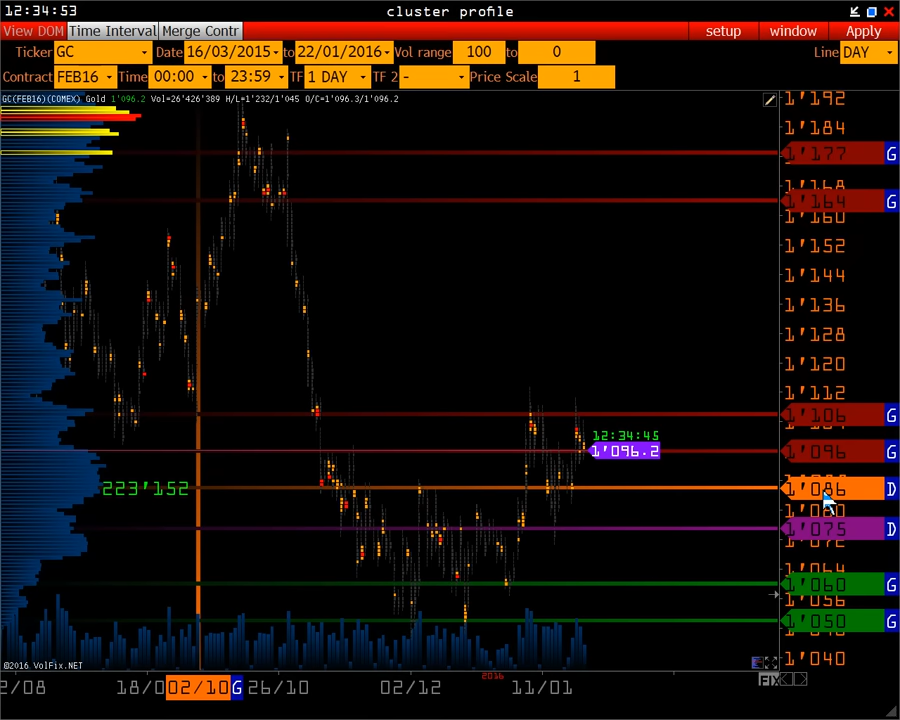 12:34:53 cluster profile
View DOM Time Interval Merge Contr setup window Apply
Ticker GC Date 16/03/2015 to 22/01/2016 Vol range 100 to 0 Line DAY
Contract FEB16 Time 00:00 to 23:59 TF 1 DAY TF 2 - Price Scale 1
GC(FEB16)(COMEX) Gold 1'096.2 Vol=26'426'389 H/L=1'232/1'045 O/C=1'096.3/1'096.2
1'192
1'184
1'177 G
1'168
1'164 G
1'160
1'152
1'144
1'136
1'128
1'120
1'112
1'106 G
12:34:45
1'096.2
1'096 G
223'152
1'086 D
1'080
1'075 D
1'072
1'064
1'060 G
1'056
1'050 G
1'040
©2016 VolFix.NET
FIX
2016
2/08 18/0 02/10 G 26/10 02/12 11/01